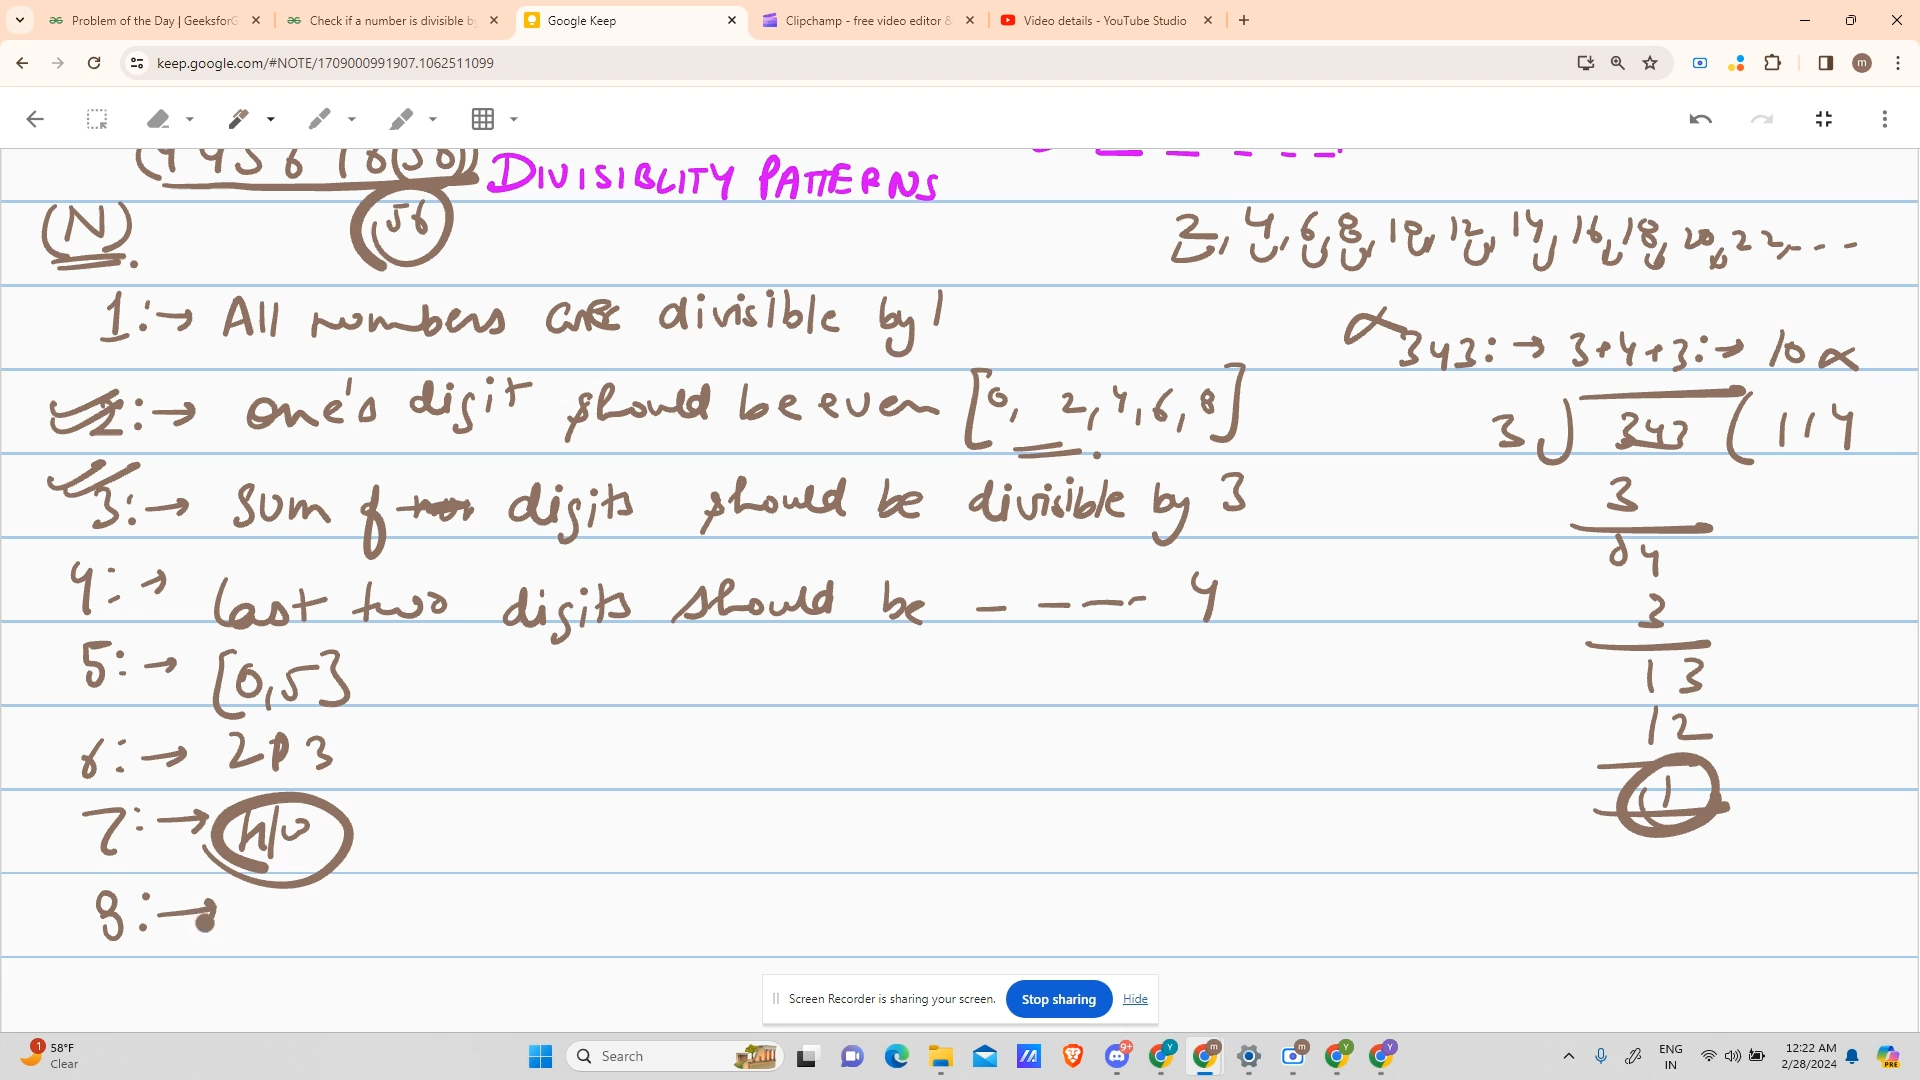 Problem of the Day | GeeksforG
Check if a number is divisible b
Google Keep
Clipchamp - free video editor &
Video details - YouTube Studio
keep.google.com/#NOTE/1709000991907.1062511099
m
DIVISIBLITY PATTERNS
(N)
56
2, 4, 6, 8, 10, 12, 14, 16, 18, 20, 22, - - -
1:→ All numbers are divisible by 1
343:→ 3+4+3:→ 10
2:→ one's digit should be even [0, 2, 4, 6, 8]
3 343 ( 114
3:→ sum of digits should be divisible by 3
3
04
4:→ last two digits should be - - - - 4
3
5:→ [0,5]
13
12
6:→ 2 3
1
7:→ h/w
8:→
Screen Recorder is sharing your screen.
Stop sharing
Hide
1
58°F
Clear
Search
9+
ENG
IN
12:22 AM
2/28/2024
PRE